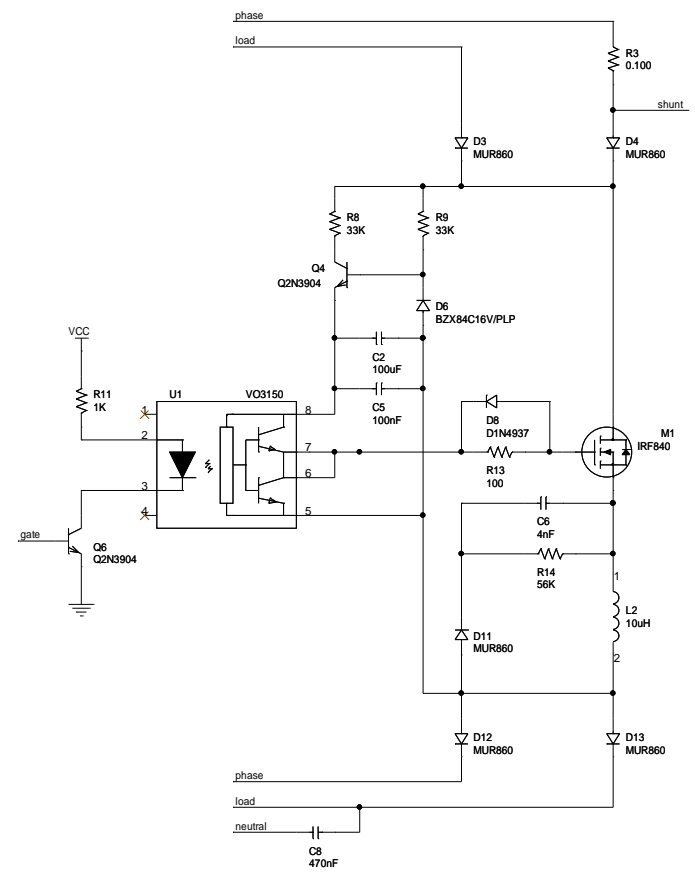 phase
load
R3
0.100
shunt
D3
MUR860
D4
MUR860
R8
33K
R9
33K
Q4
Q2N3904
D6
BZX84C16V/PLP
VCC
C2
100uF
R11
1K
U1
VO3150
C5
100nF
1
8
D8
D1N4937
M1
IRF840
2
7
R13
100
6
3
4
5
C6
4nF
gate
Q6
Q2N3904
R14
56K
1
L2
10uH
D11
MUR860
2
D12
MUR860
D13
MUR860
phase
load
neutral
C8
470nF